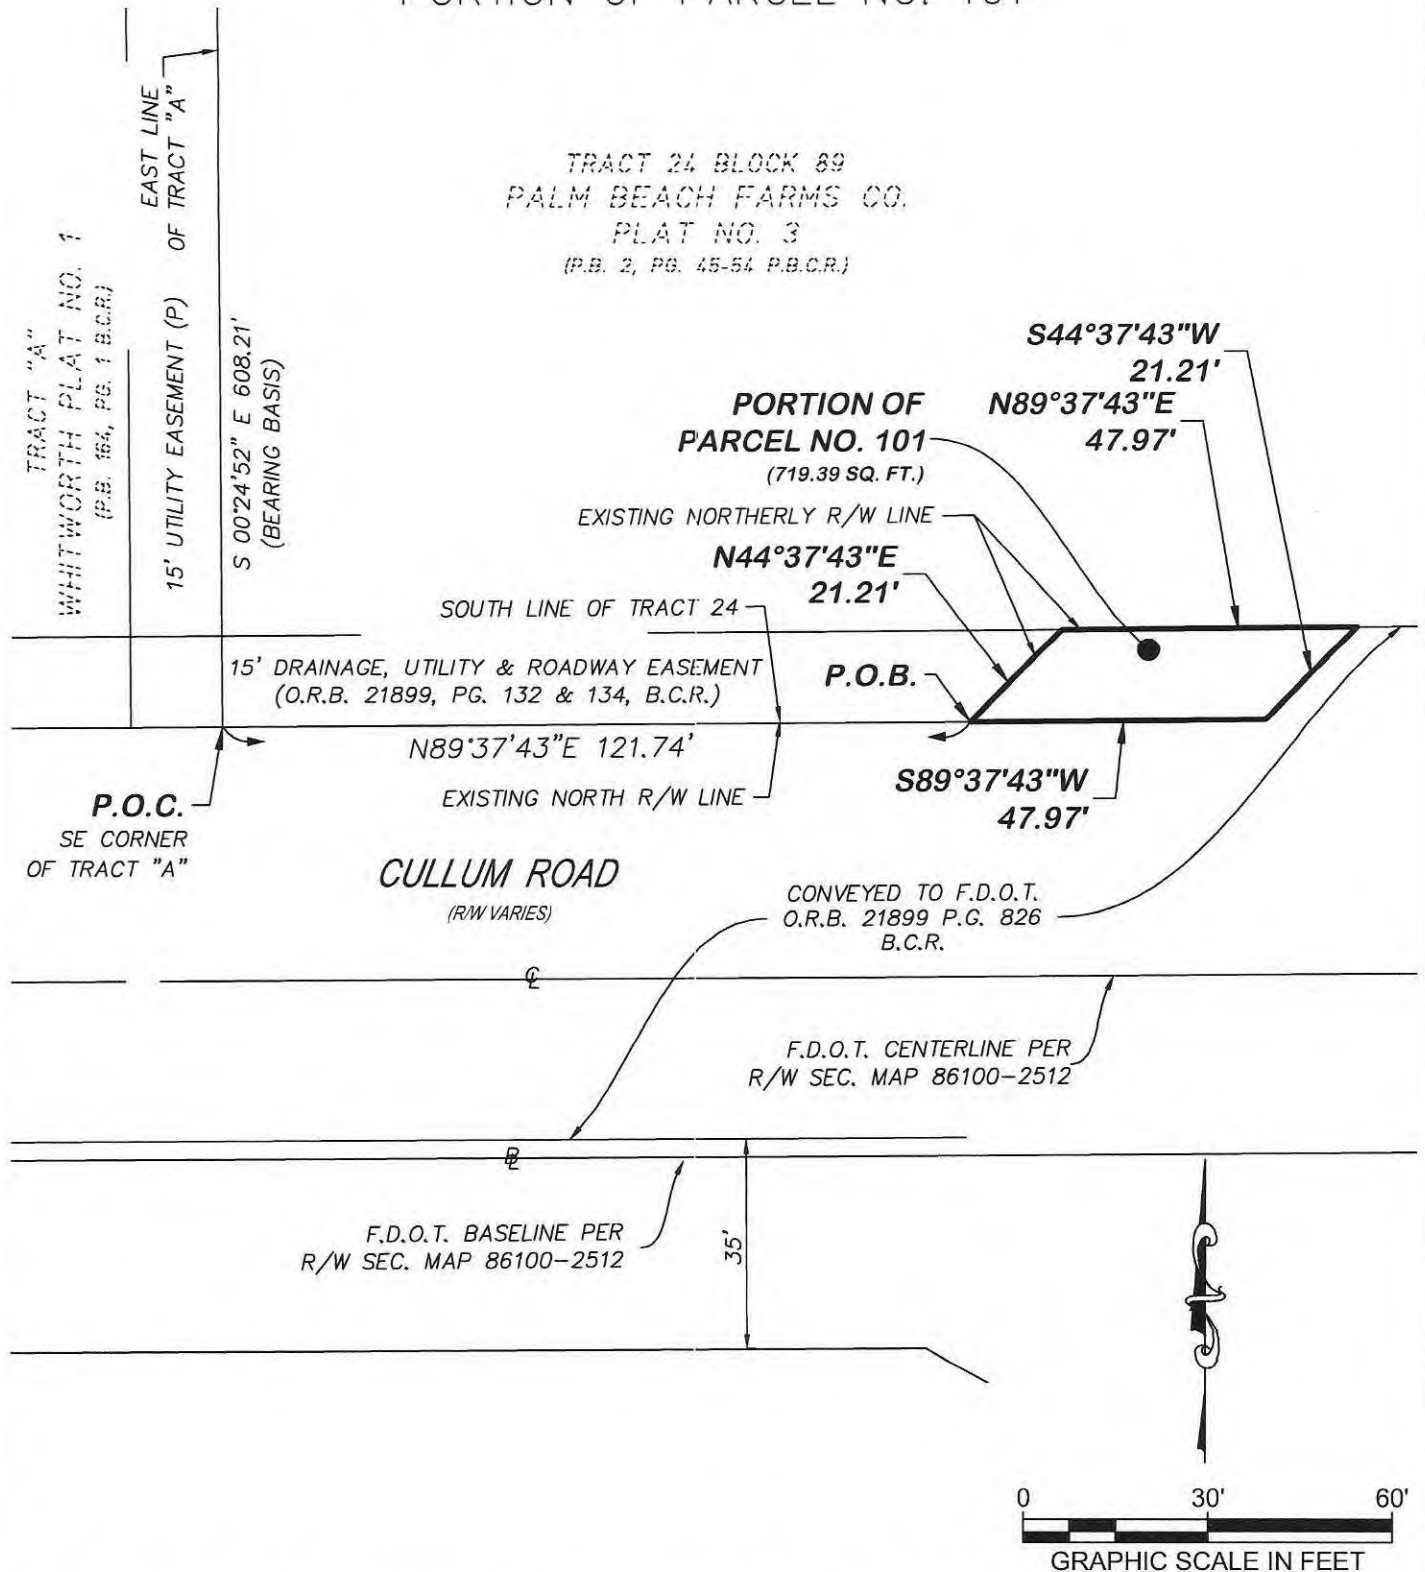 EAST LINE
OF TRACT "A"
TRACT "A"
WHITWORTH PLAT NO. 1
(P.B. 164, PG. 1 B.C.R.)
15' UTILITY EASEMENT (P)
S 00°24'52" E 608.21'
(BEARING BASIS)
TRACT 24 BLOCK 89
PALM BEACH FARMS CO.
PLAT NO. 3
(P.B. 2, PG. 45-54 P.B.C.R.)
S44°37'43"W
21.21'
N89°37'43"E
47.97'
PORTION OF
PARCEL NO. 101
(719.39 SQ. FT.)
EXISTING NORTHERLY R/W LINE
N44°37'43"E
21.21'
SOUTH LINE OF TRACT 24
15' DRAINAGE, UTILITY & ROADWAY EASEMENT
(O.R.B. 21899, PG. 132 & 134, B.C.R.)
P.O.B.
N89°37'43"E 121.74'
EXISTING NORTH R/W LINE
S89°37'43"W
47.97'
P.O.C.
SE CORNER
OF TRACT "A"
CULLUM ROAD
(R/W VARIES)
CONVEYED TO F.D.O.T.
O.R.B. 21899 P.G. 826
B.C.R.
CL
F.D.O.T. CENTERLINE PER
R/W SEC. MAP 86100-2512
BL
F.D.O.T. BASELINE PER
R/W SEC. MAP 86100-2512
35'
0 30' 60'
GRAPHIC SCALE IN FEET